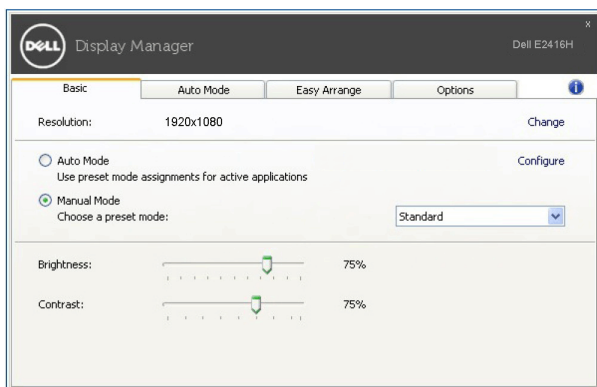 x
DELL Display Manager Dell E2416H
Basic Auto Mode Easy Arrange Options i
Resolution: 1920x1080 Change
Auto Mode Configure
Use preset mode assignments for active applications
Manual Mode
Choose a preset mode: Standard
Brightness: 75%
Contrast: 75%